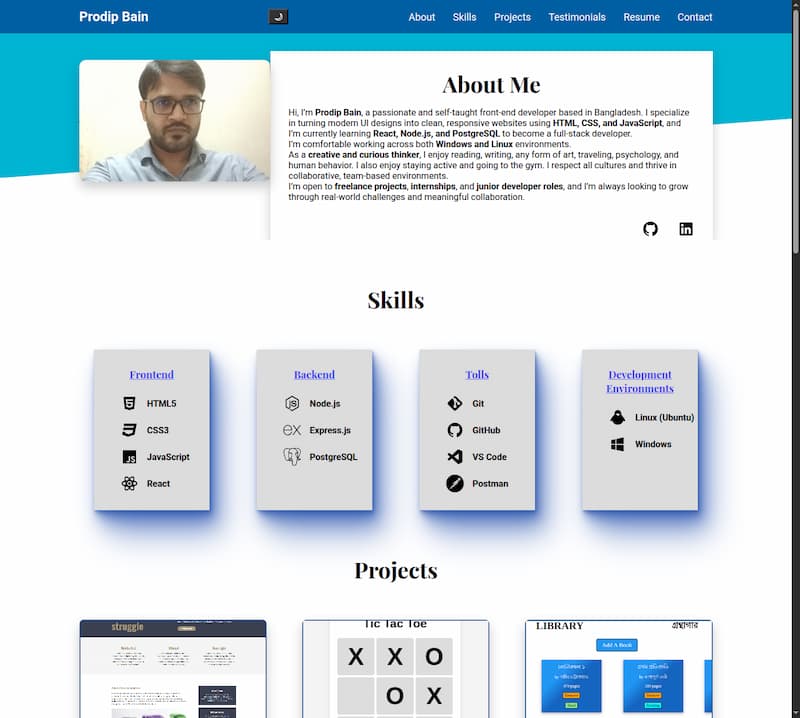 Prodip Bain
About Skills Projects Testimonials Resume Contact
About Me
Hi, I'm Prodip Bain, a passionate and self-taught front-end developer based in Bangladesh. I specialize
in turning modern UI designs into clean, responsive websites using HTML, CSS, and JavaScript, and
I'm currently learning React, Node.js, and PostgreSQL to become a full-stack developer.
I'm comfortable working across both Windows and Linux environments.
As a creative and curious thinker, I enjoy reading, writing, any form of art, traveling, psychology, and
human behavior. I also enjoy staying active and going to the gym. I respect all cultures and thrive in
collaborative, team-based environments.
I'm open to freelance projects, internships, and junior developer roles, and I'm always looking to grow
through real-world challenges and meaningful collaboration.
in
Skills
Frontend
HTML5
CSS3
JS JavaScript
React
Backend
JS Node.js
ex Express.js
PostgreSQL
Tolls
Git
GitHub
VS Code
Postman
Development
Environments
Linux (Ubuntu)
Windows
Projects
struggle
Tic Tac Toe
X X O
O X
LIBRARY
গ্রন্থাগার
Add A Book